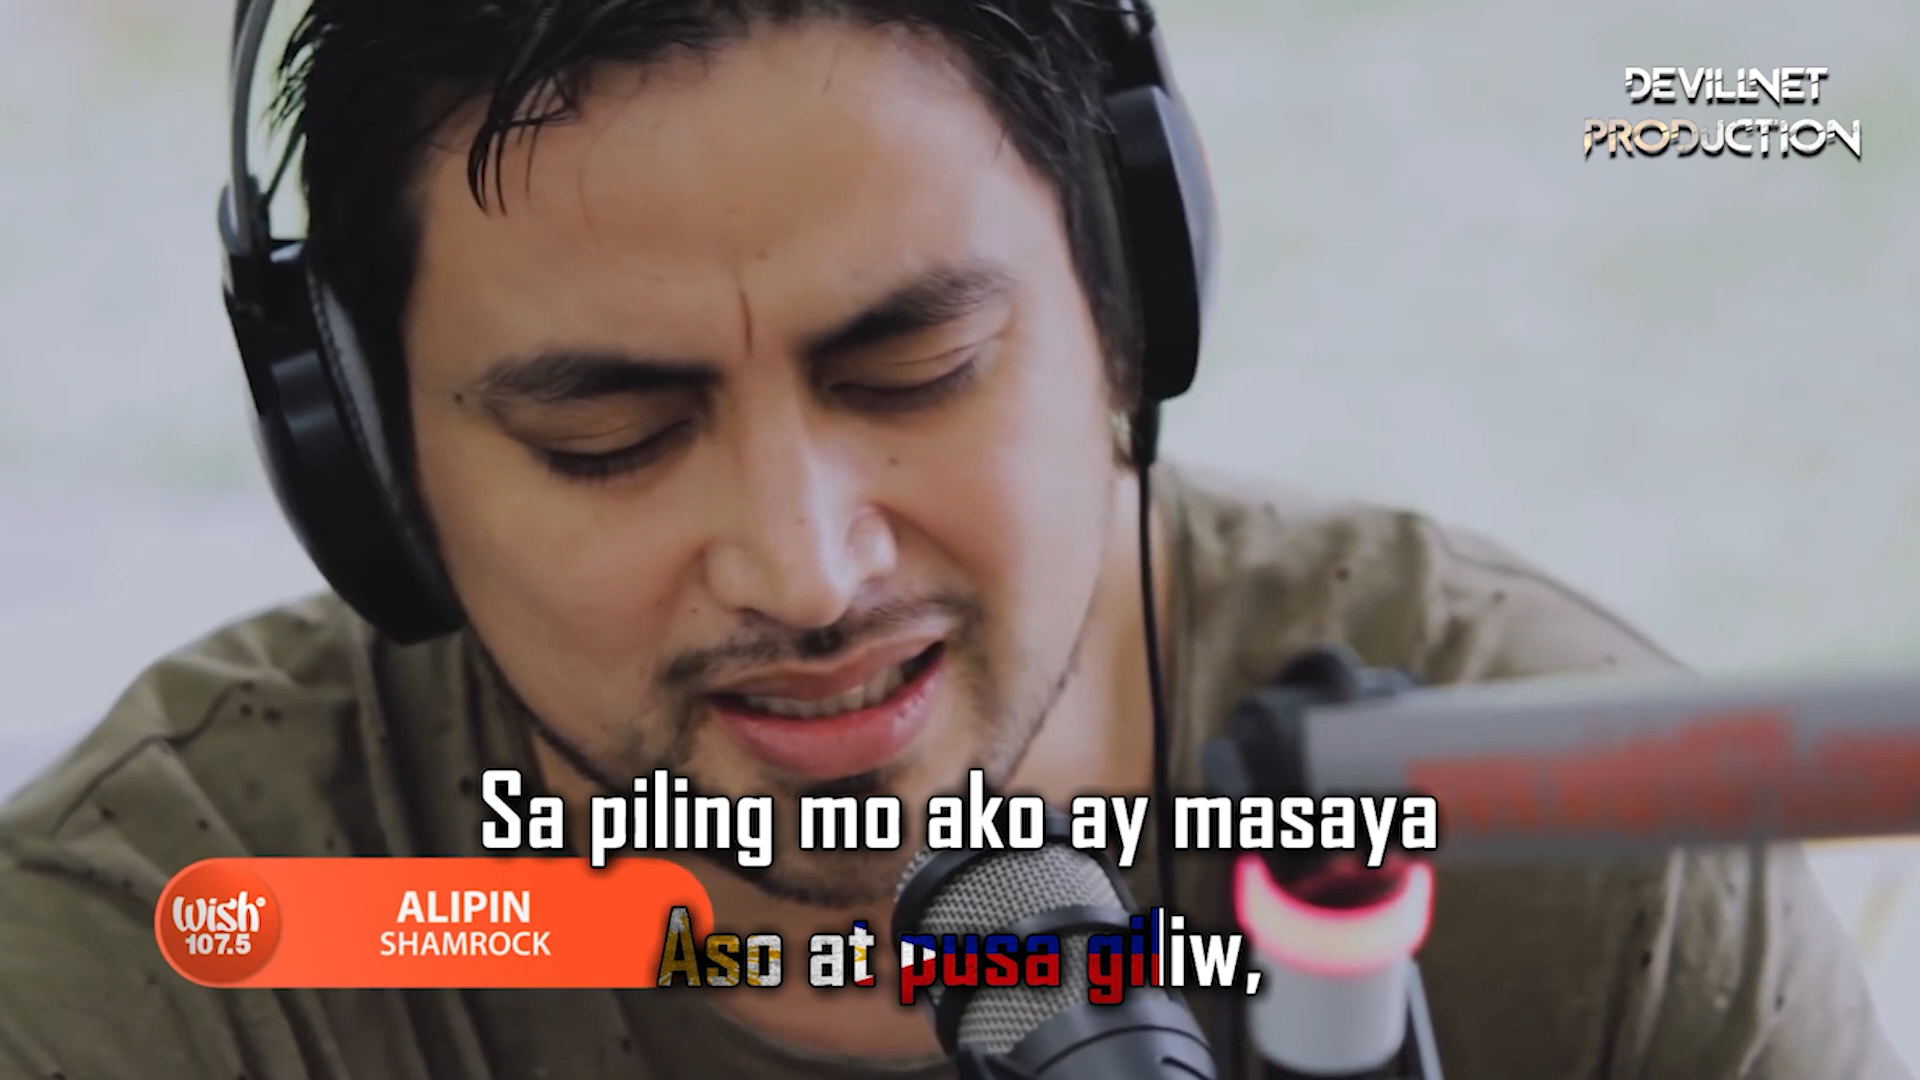 DEVILLNET
PRODUCTION
Sa piling mo ako ay masaya
Aso at pusa giliw,
Wish
107.5
ALIPIN
SHAMROCK